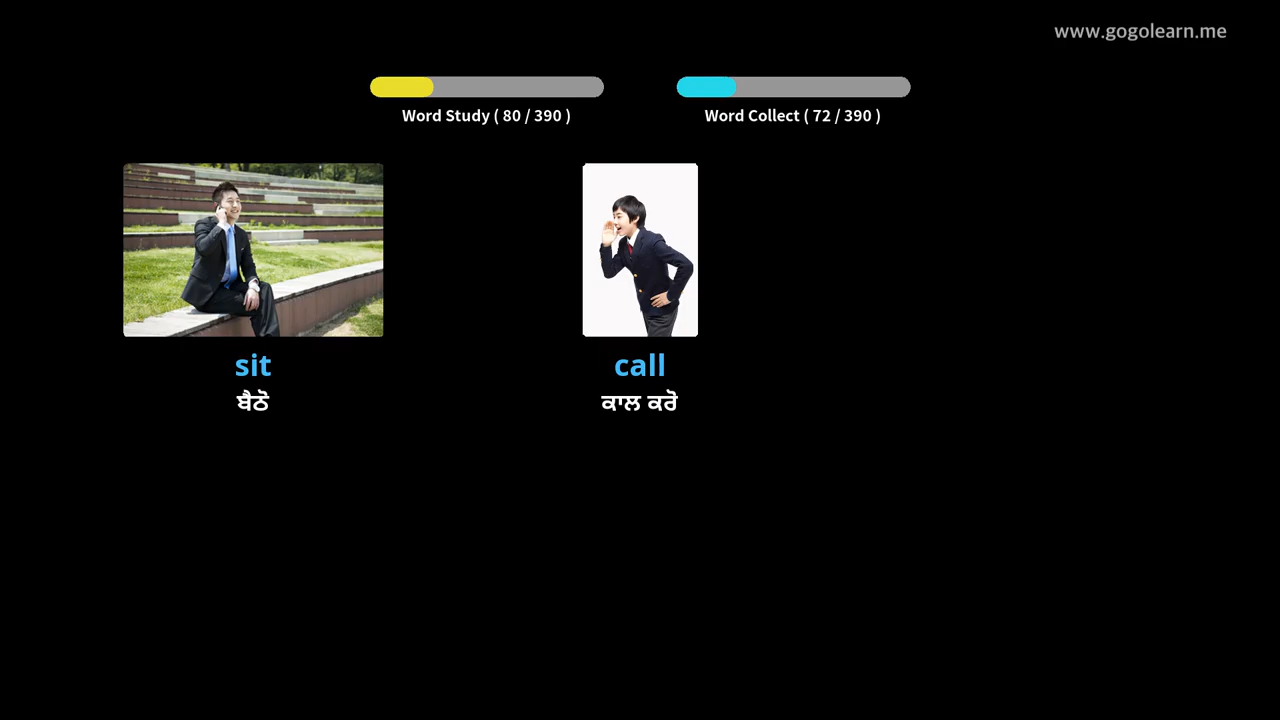 www.gogolearn.me
Word Study ( 80 / 390 )
Word Collect ( 72 / 390 )
sit
ਬੈਠੋ
call
ਕਾਲ ਕਰੋ